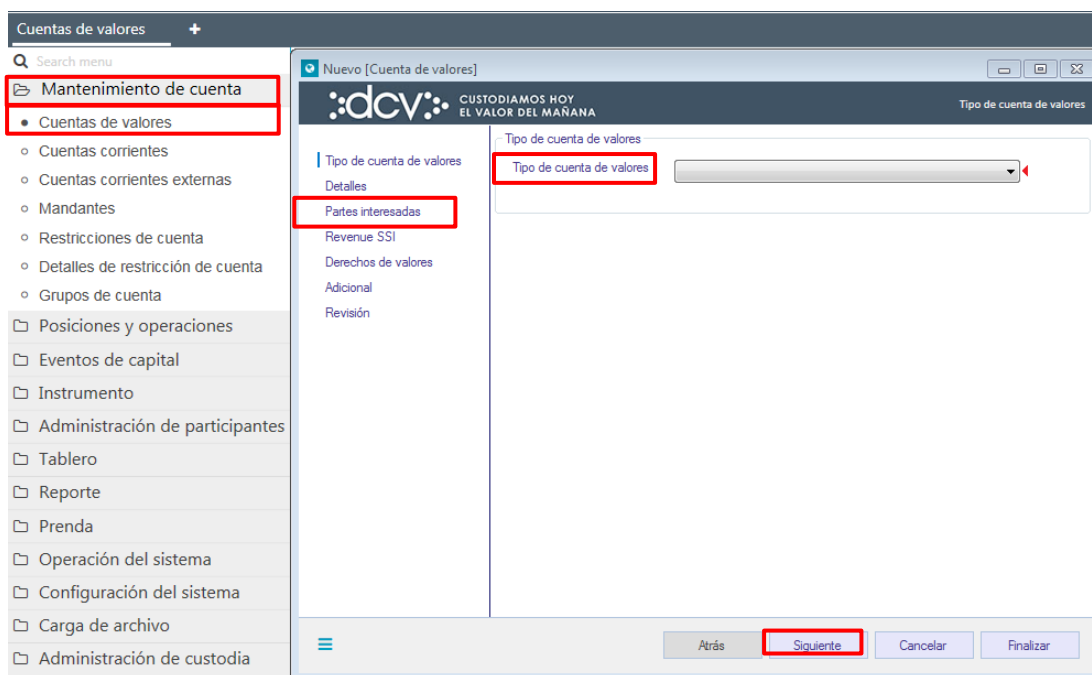 Cuentas de valores +
Search menu
Mantenimiento de cuenta
Cuentas de valores
Cuentas corrientes
Cuentas corrientes externas
Mandantes
Restricciones de cuenta
Detalles de restricción de cuenta
Grupos de cuenta
Posiciones y operaciones
Eventos de capital
Instrumento
Administración de participantes
Tablero
Reporte
Prenda
Operación del sistema
Configuración del sistema
Carga de archivo
Administración de custodia
Nuevo [Cuenta de valores]
dcv CUSTODIAMOS HOY
EL VALOR DEL MAÑANA
Tipo de cuenta de valores
Tipo de cuenta de valores
Detalles
Partes interesadas
Revenue SSI
Derechos de valores
Adicional
Revisión
Tipo de cuenta de valores
Tipo de cuenta de valores
Atrás
Siguiente
Cancelar
Finalizar